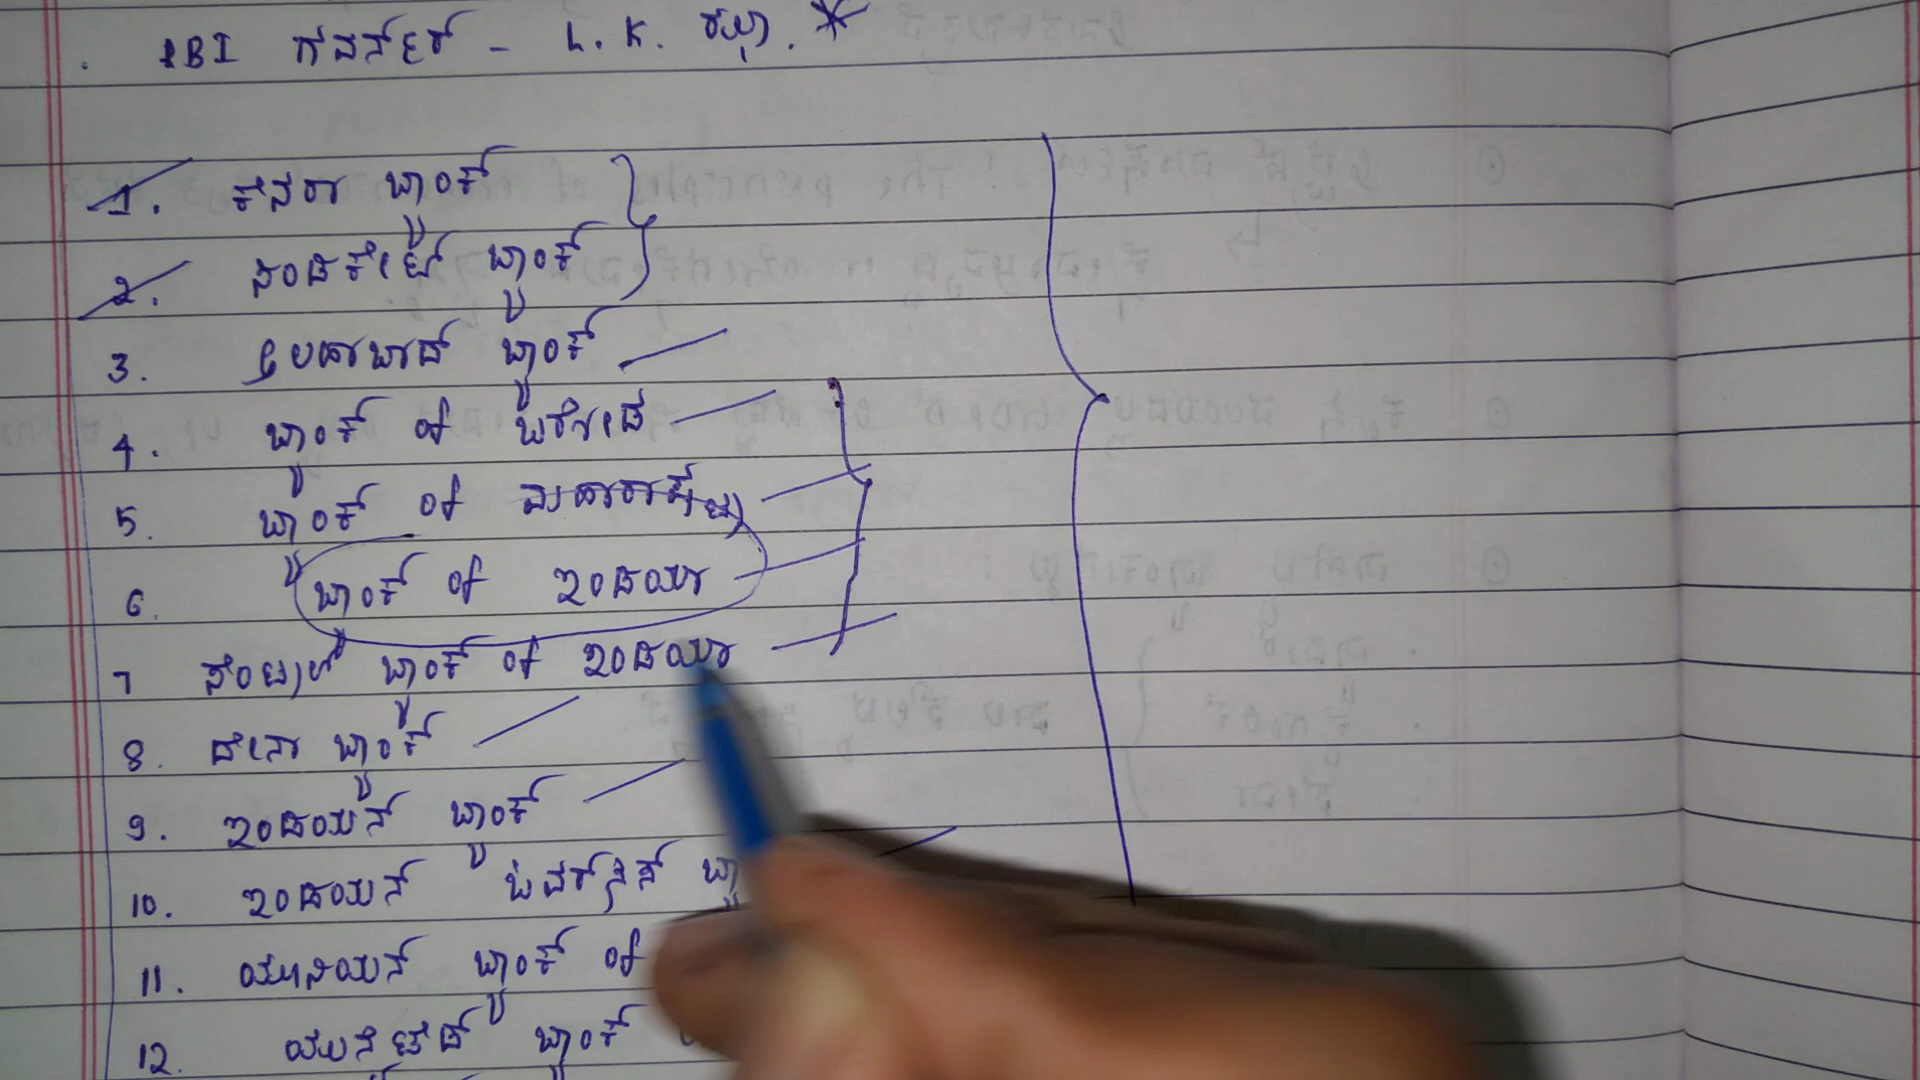 . RBI ಗವರ್ನರ್ - L. K. ಝಾ. *
1. ಕೆನರಾ ಬ್ಯಾಂಕ್
2. ಸಿಂಡಿಕೇಟ್ ಬ್ಯಾಂಕ್
3. ಅಲಹಾಬಾದ್ ಬ್ಯಾಂಕ್
4. ಬ್ಯಾಂಕ್ of ಬರೋಡ
5. ಬ್ಯಾಂಕ್ of ಮಹಾರಾಷ್ಟ್ರ
6. ಬ್ಯಾಂಕ್ of ಇಂಡಿಯಾ
7 ಸೆಂಟ್ರಲ್ ಬ್ಯಾಂಕ್ of ಇಂಡಿಯಾ
8. ದೇನಾ ಬ್ಯಾಂಕ್
9. ಇಂಡಿಯನ್ ಬ್ಯಾಂಕ್
10. ಇಂಡಿಯನ್ ಓವರ್ಸಿಸ್
11. ಯೂನಿಯನ್ ಬ್ಯಾಂಕ್ of
12. ಯುನೈಟೆಡ್ ಬ್ಯಾಂಕ್